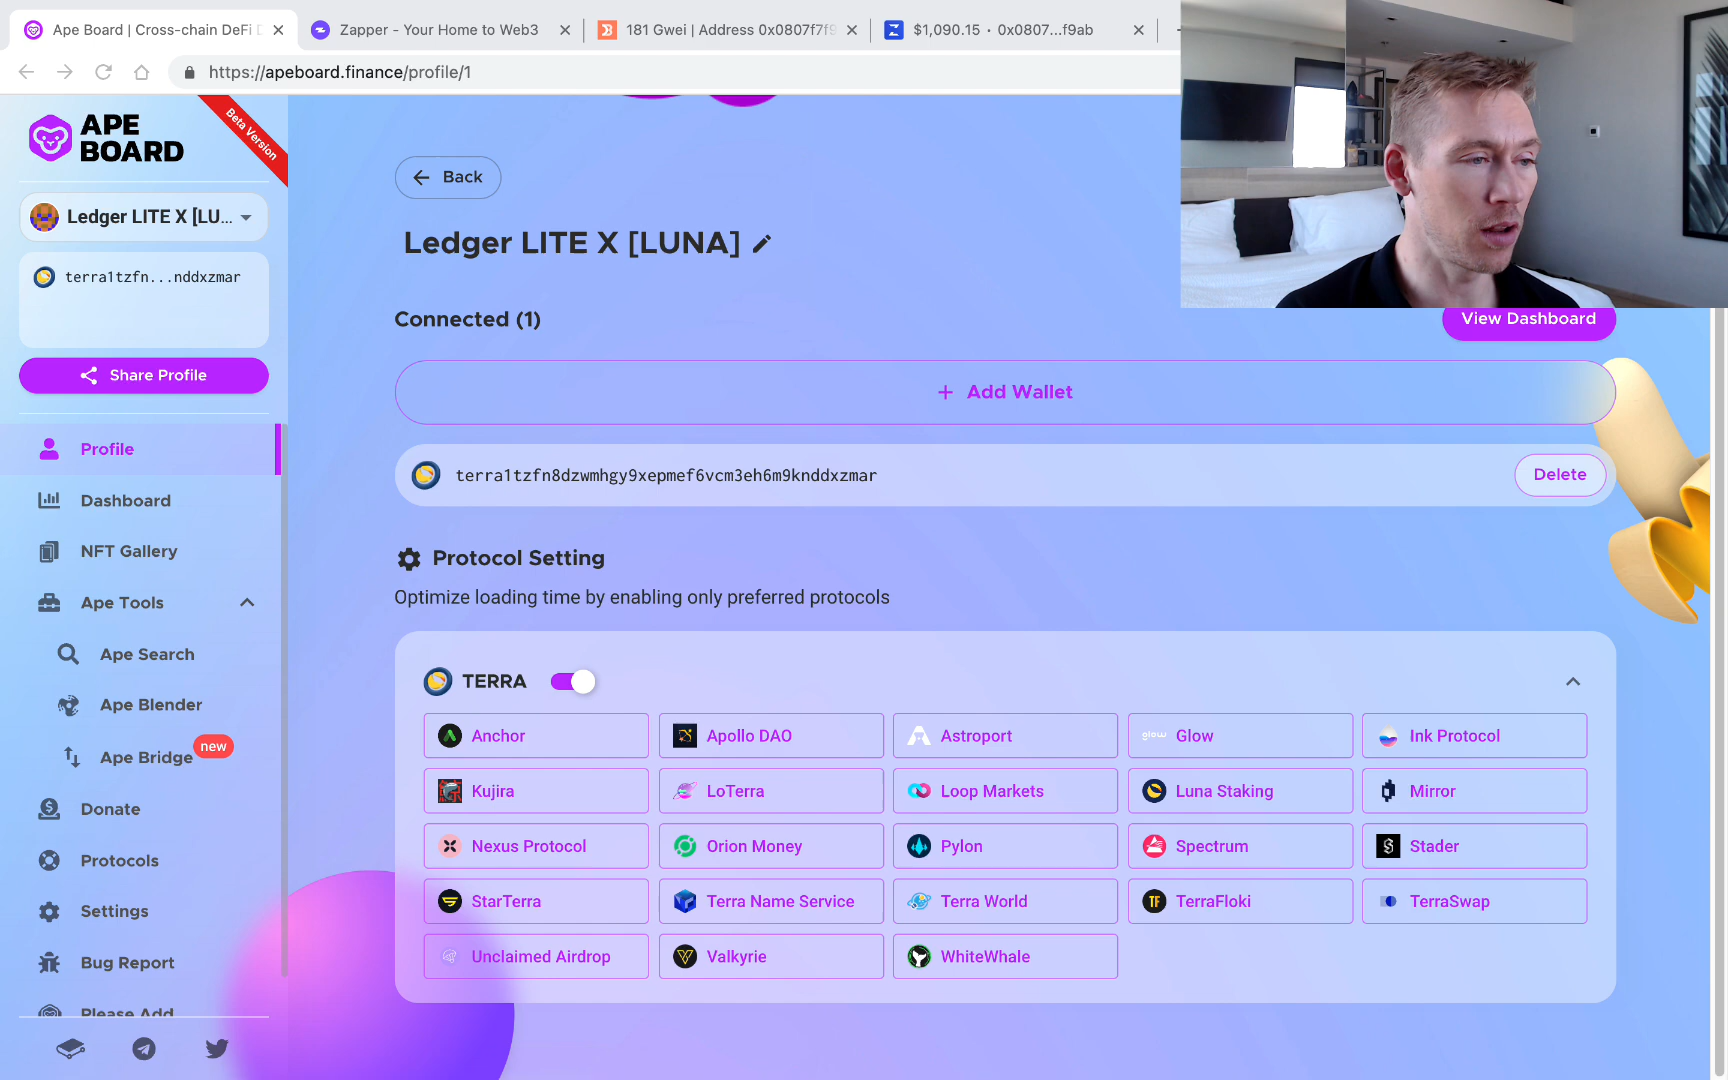 Ape Board | Cross-chain DeFi D
Zapper - Your Home to Web3
181 Gwei | Address 0x0807f7f9
$1,090.15 · 0x0807...f9ab
https://apeboard.finance/profile/1
APE
BOARD
Beta Version
Ledger LITE X [LU...
terra1tzfn...nddxzmar
Share Profile
Profile
Dashboard
NFT Gallery
Ape Tools
Ape Search
Ape Blender
Ape Bridge
new
Donate
Protocols
Settings
Bug Report
Please Add
Back
Ledger LITE X [LUNA]
Connected (1)
View Dashboard
+ Add Wallet
terra1tzfn8dzwmhgy9xepmef6vcm3eh6m9knddxzmar
Delete
Protocol Setting
Optimize loading time by enabling only preferred protocols
TERRA
Anchor
Apollo DAO
Astroport
glow Glow
Ink Protocol
Kujira
LoTerra
Loop Markets
Luna Staking
Mirror
Nexus Protocol
Orion Money
Pylon
Spectrum
Stader
StarTerra
Terra Name Service
Terra World
TF TerraFloki
TerraSwap
Unclaimed Airdrop
Valkyrie
WhiteWhale